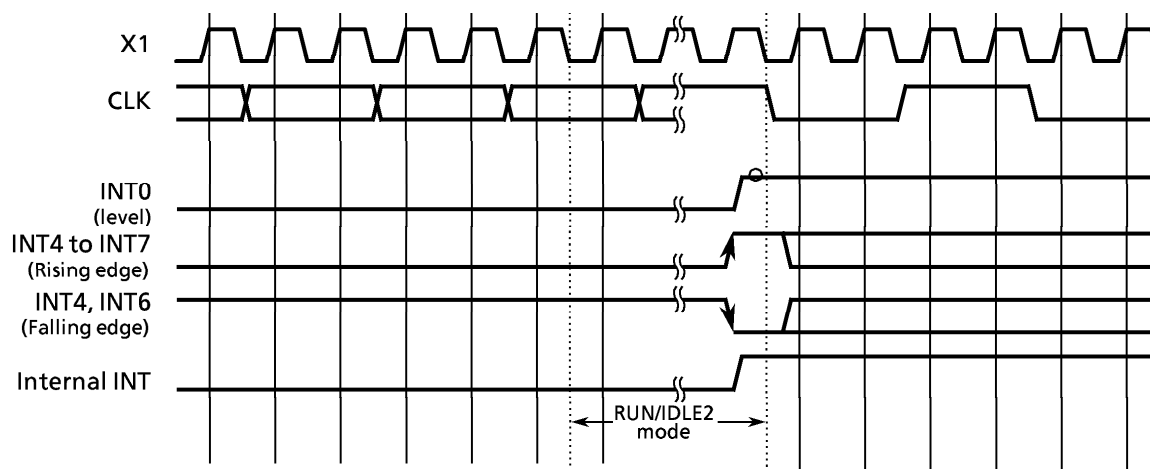 X1
CLK
INT0
(level)
INT4 to INT7
(Rising edge)
INT4, INT6
(Falling edge)
Internal INT
RUN/IDLE2
mode